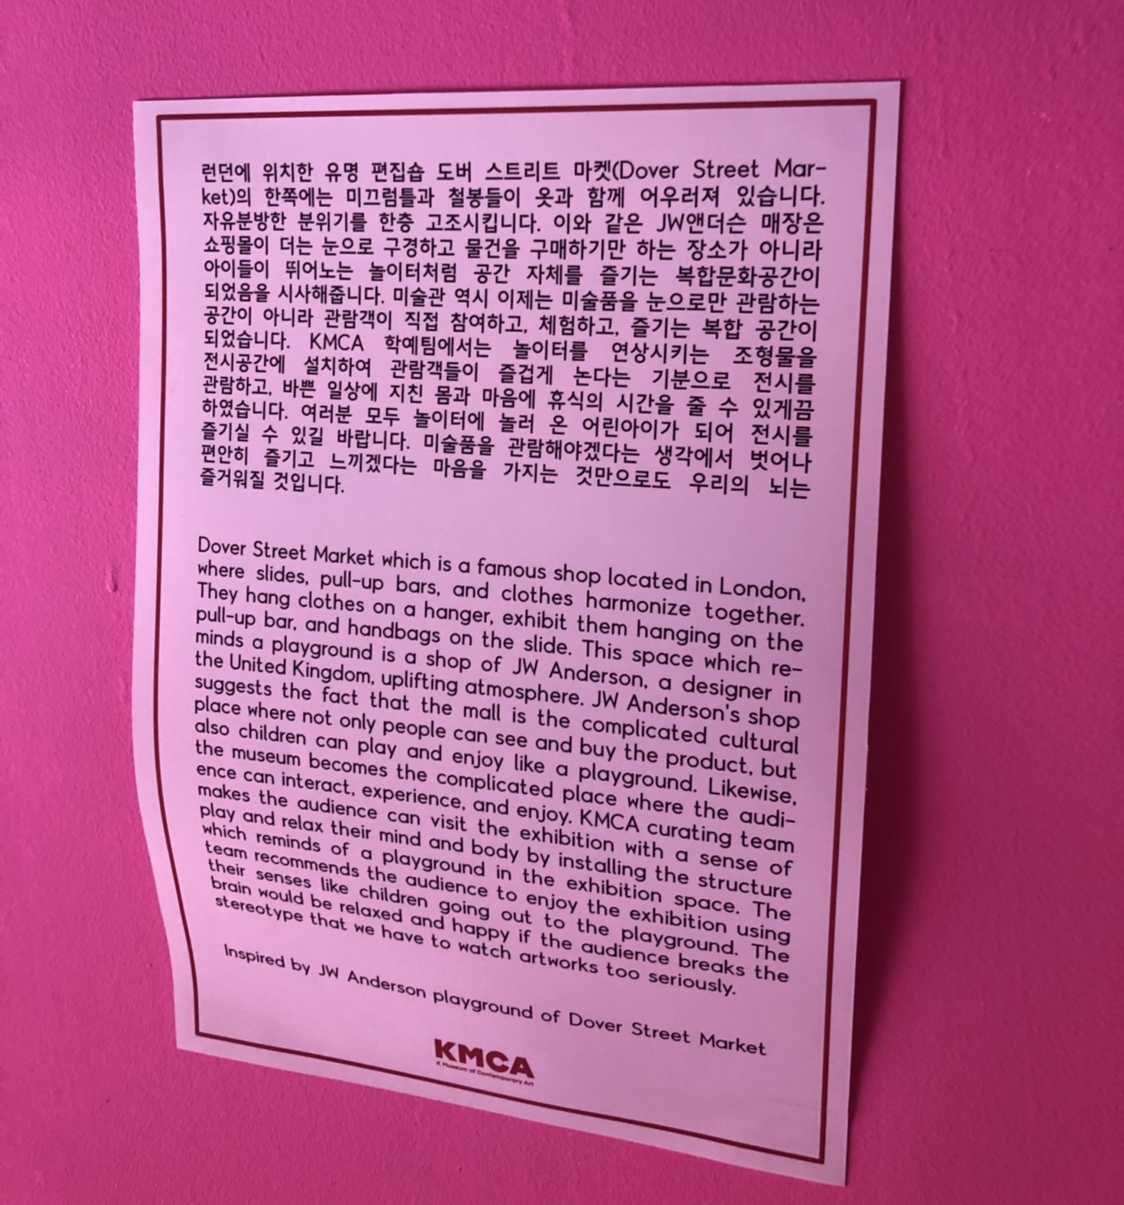 런던에 위치한 유명 편집숍 도버 스트리트 마켓(Dover Street Mar-
ket)의 한쪽에는 미끄럼틀과 철봉들이 옷과 함께 어우러져 있습니다.
자유분방한 분위기를 한층 고조시킵니다. 이와 같은 JW앤더슨 매장은
쇼핑몰이 더는 눈으로 구경하고 물건을 구매하기만 하는 장소가 아니라
아이들이 뛰어노는 놀이터처럼 공간 자체를 즐기는 복합문화공간이
되었음을 시사해줍니다. 미술관 역시 이제는 미술품을 눈으로만 관람하는
공간이 아니라 관람객이 직접 참여하고, 체험하고, 즐기는 복합 공간이
되었습니다. KMCA 학예팀에서는 놀이터를 연상시키는 조형물을
전시공간에 설치하여 관람객들이 즐겁게 논다는 기분으로 전시를
관람하고, 바쁜 일상에 지친 몸과 마음에 휴식의 시간을 줄 수 있게끔
하였습니다. 여러분 모두 놀이터에 놀러 온 어린아이가 되어 전시를
즐기실 수 있길 바랍니다. 미술품을 관람해야겠다는 생각에서 벗어나
편안히 즐기고 느끼겠다는 마음을 가지는 것만으로도 우리의 뇌는
즐거워질 것입니다.
Dover Street Market which is a famous shop located in London,
where slides, pull-up bars, and clothes harmonize together.
They hang clothes on a hanger, exhibit them hanging on the
pull-up bar, and handbags on the slide. This space which re-
minds a playground is a shop of JW Anderson, a designer in
the United Kingdom, uplifting atmosphere. JW Anderson's shop
suggests the fact that the mall is the complicated cultural
place where not only people can see and buy the product, but
also children can play and enjoy like a playground. Likewise,
the museum becomes the complicated place where the audi-
ence can interact, experience, and enjoy. KMCA curating team
makes the audience can visit the exhibition with a sense of
play and relax their mind and body by installing the structure
which reminds of a playground in the exhibition space. The
team recommends the audience to enjoy the exhibition using
their senses like children going out to the playground. The
brain would be relaxed and happy if the audience breaks the
stereotype that we have to watch artworks too seriously.
Inspired by JW Anderson playground of Dover Street Market
KMCA
K Museum of Contemporary Art